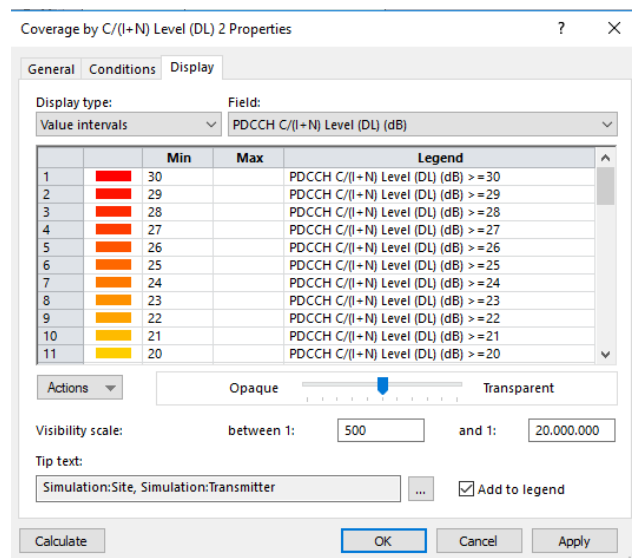 Coverage by C/(I+N) Level (DL) 2 Properties ? ×
General Conditions Display
Display type: Field:
Value intervals PDCCH C/(I+N) Level (DL) (dB)
Min Max Legend
1 30 PDCCH C/(I+N) Level (DL) (dB) >=30
2 29 PDCCH C/(I+N) Level (DL) (dB) >=29
3 28 PDCCH C/(I+N) Level (DL) (dB) >=28
4 27 PDCCH C/(I+N) Level (DL) (dB) >=27
5 26 PDCCH C/(I+N) Level (DL) (dB) >=26
6 25 PDCCH C/(I+N) Level (DL) (dB) >=25
7 24 PDCCH C/(I+N) Level (DL) (dB) >=24
8 23 PDCCH C/(I+N) Level (DL) (dB) >=23
9 22 PDCCH C/(I+N) Level (DL) (dB) >=22
10 21 PDCCH C/(I+N) Level (DL) (dB) >=21
11 20 PDCCH C/(I+N) Level (DL) (dB) >=20
Actions Opaque Transparent
Visibility scale: between 1: 500 and 1: 20.000.000
Tip text:
Simulation:Site, Simulation:Transmitter ... Add to legend
Calculate OK Cancel Apply